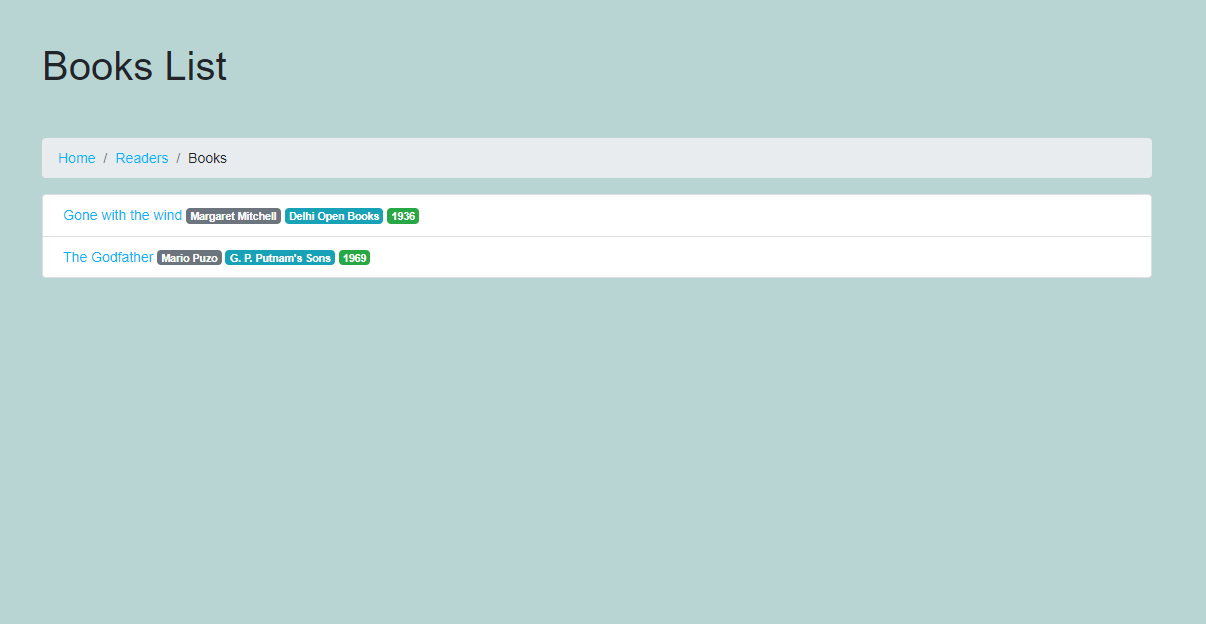 Books List
Home / Readers / Books
Gone with the wind Margaret Mitchell Delhi Open Books 1936
The Godfather Mario Puzo G. P. Putnam's Sons 1969